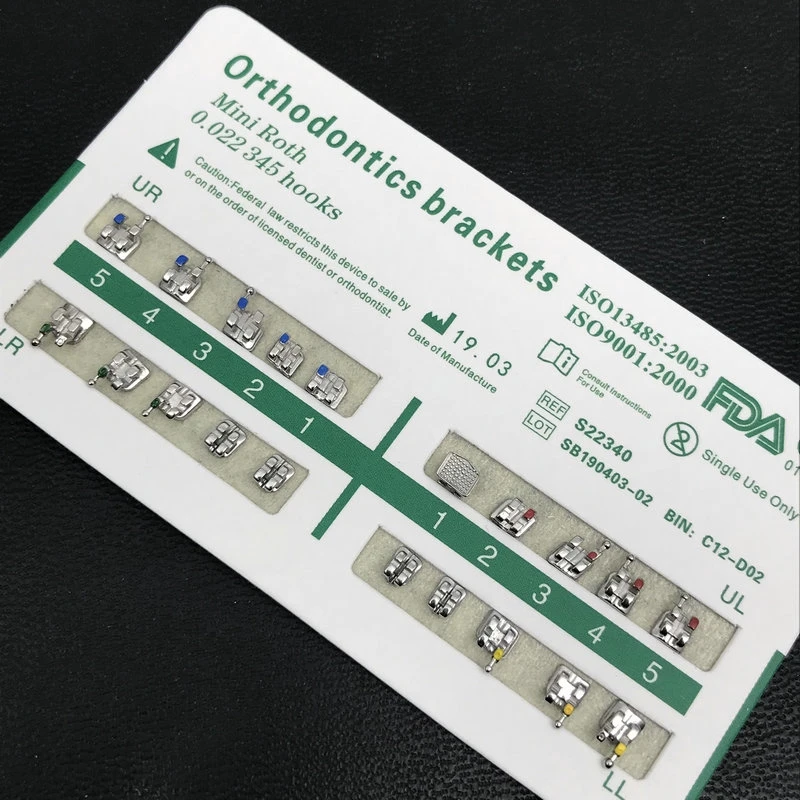 Orthodontics brackets
Mini Roth
0.022 345 hooks
Caution:Federal law restricts this device to sale by
or on the order of licensed dentist or orthodontist.
19.03
Date of Manufacture
ISO13485:2003
ISO9001:2000
Consult Instructions
For Use
FDA
REF S22340
LOT SB190403-02 BIN: C12-D02
2
Single Use Only
01
UR
5 4 3 2 1
LR
UL
1 2 3 4 5
LL